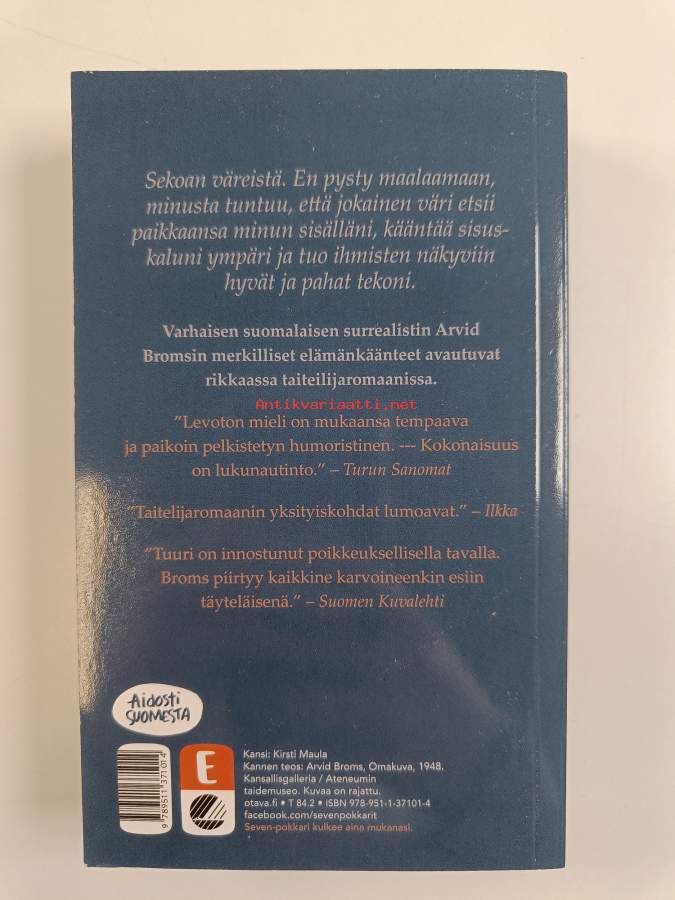 Sekoan väreistä. En pysty maalaamaan,
minusta tuntuu, että jokainen väri etsii
paikkaansa minun sisälläni, kääntää sisus-
kaluni ympäri ja tuo ihmisten näkyviin
hyvät ja pahat tekoni.
Varhaisen suomalaisen surrealistin Arvid
Bromsin merkilliset elämänkäänteet avautuvat
rikkaassa taiteilijaromaanissa.
Antikvariaatti.net
”Levoton mieli on mukaansa tempaava
ja paikoin pelkistetyn humoristinen. --- Kokonaisuus
on lukunautinto.” – Turun Sanomat
”Taitelijaromaanin yksityiskohdat lumoavat.” – Ilkka
”Tuuri on innostunut poikkeuksellisella tavalla.
Broms piirtyy kaikkine karvoineenkin esiin
täyteläisenä.” – Suomen Kuvalehti
Aidosti
SUOMESTA
9 789511 371014
E
Kansi: Kirsti Maula
Kannen teos: Arvid Broms, Omakuva, 1948.
Kansallisgalleria / Ateneumin
taidemuseo. Kuvaa on rajattu.
otava.fi • T 84.2 • ISBN 978-951-1-37101-4
facebook.com/sevenpokkarit
Seven-pokkari kulkee aina mukanasi.